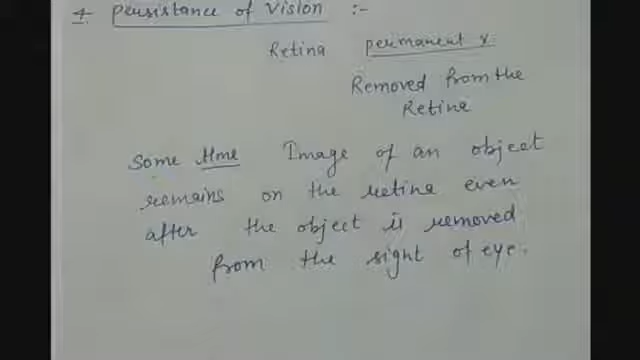 4. Persistance of Vision :-
Retina permanent x
Removed from the
Retina
Some time Image of an object
remains on the retina even
after the object is removed
from the sight of eye.